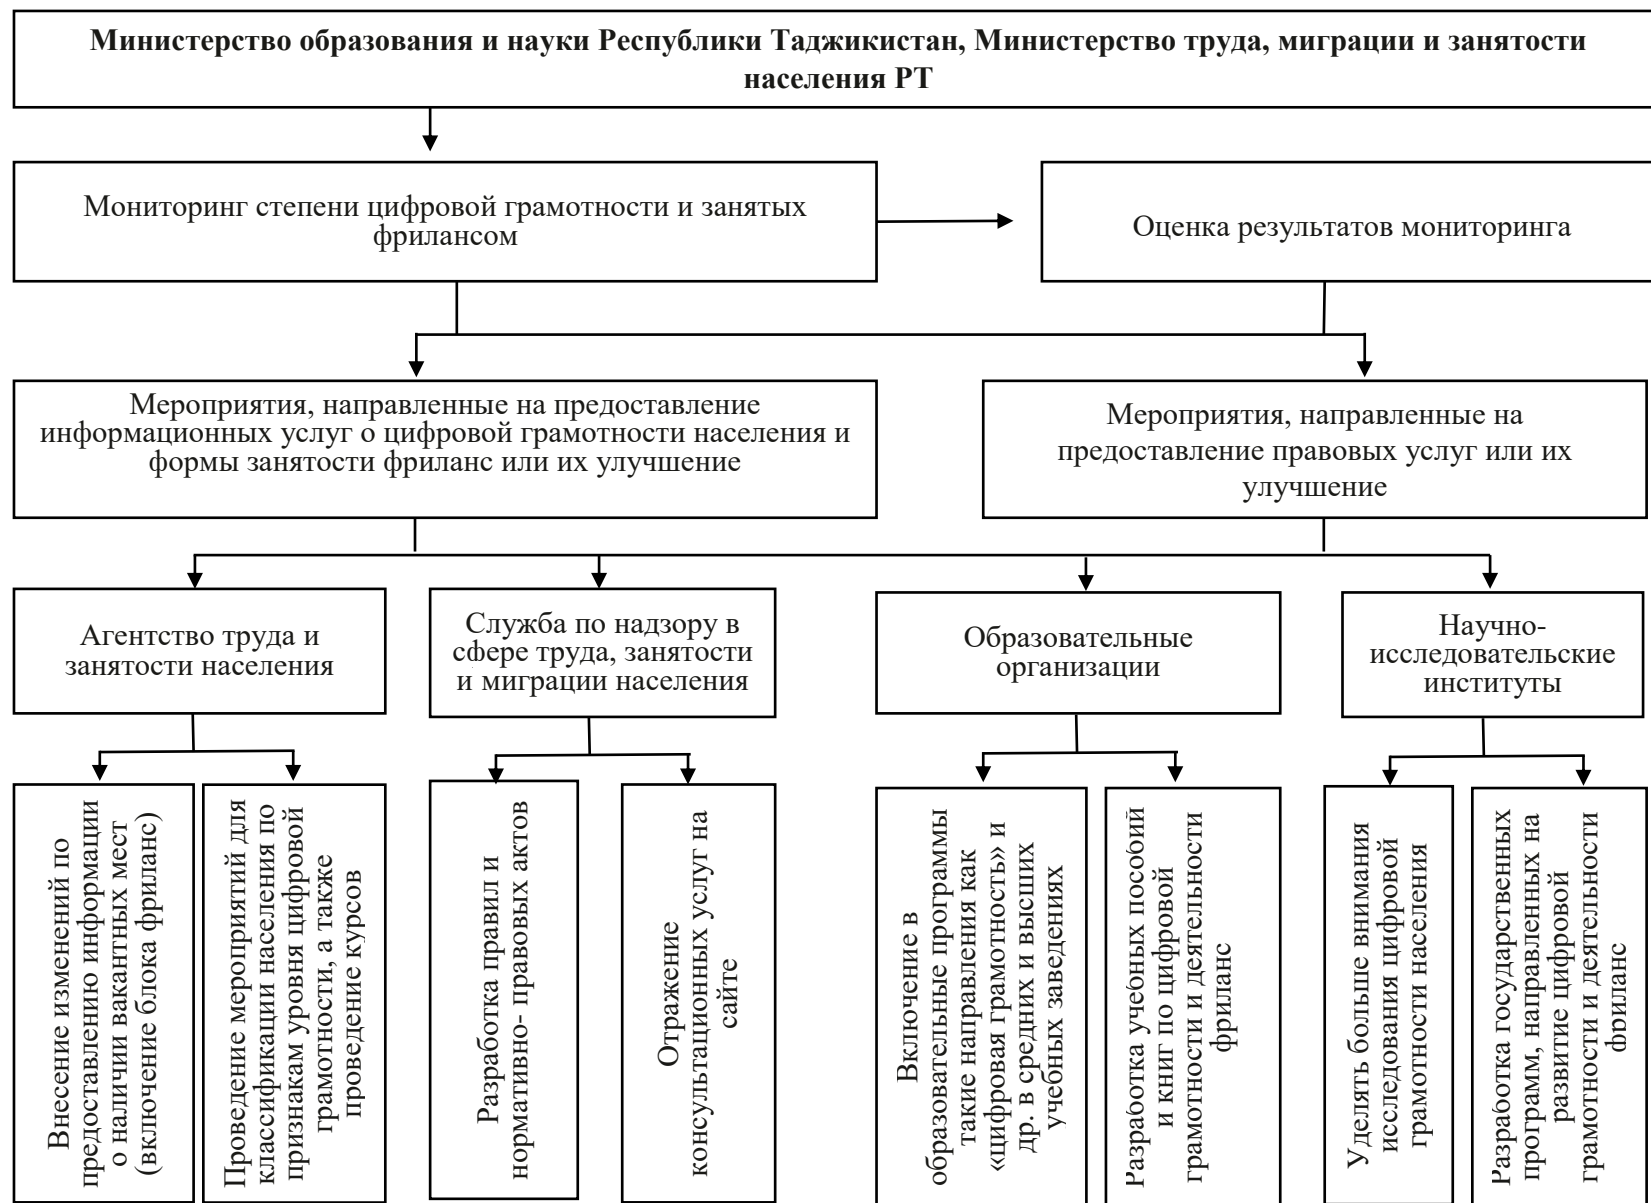 Министерство образования и науки Республики Таджикистан, Министерство труда, миграции и занятости
населения РТ
Мониторинг степени цифровой грамотности и занятых
фрилансом
Оценка результатов мониторинга
Мероприятия, направленные на предоставление
информационных услуг о цифровой грамотности населения и
формы занятости фриланс или их улучшение
Мероприятия, направленные на
предоставление правовых услуг или их
улучшение
Агентство труда и
занятости населения
Служба по надзору в
сфере труда, занятости
и миграции населения
Образовательные
организации
Научно-
исследовательские
институты
Внесение изменений по
предоставлению информации
о наличии вакантных мест
(включение блока фриланс)
Проведение мероприятий для
классификации населения по
признакам уровня цифровой
грамотности, а также
проведение курсов
Разработка правил и
нормативно- правовых актов
Отражение
консультационных услуг на
сайте
Включение в
образовательные программы
такие направления как
«цифровая грамотность» и
др. в средних и высших
учебных заведениях
Разработка учебных пособий
и книг по цифровой
грамотности и деятельности
фриланс
Уделять больше внимания
исследования цифровой
грамотности населения
Разработка государственных
программ, направленных на
развитие цифровой
грамотности и деятельности
фриланс